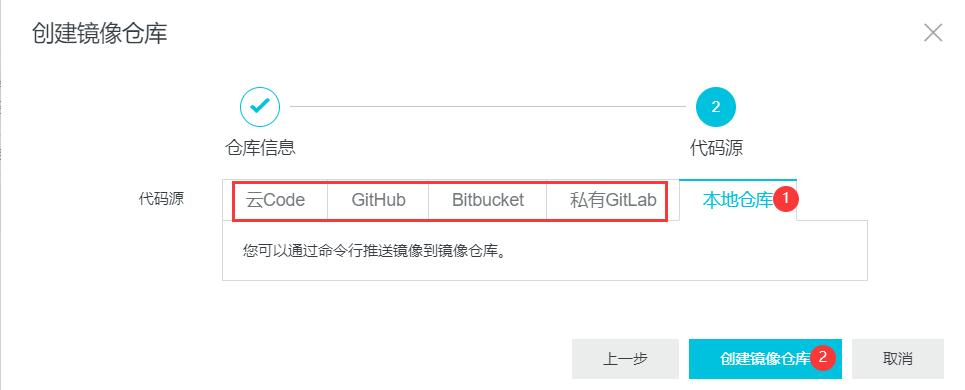 创建镜像仓库
2
仓库信息 代码源
代码源 云Code GitHub Bitbucket 私有GitLab 本地仓库 1
您可以通过命令行推送镜像到镜像仓库。
上一步 创建镜像仓库 2 取消